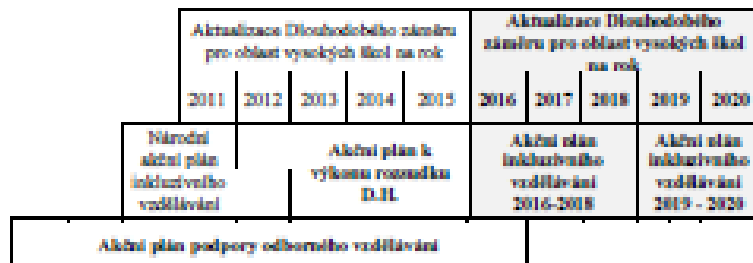 Aktualizace Dlouhodobého záměru
pro oblast vysokých škol na rok
Aktualizace Dlouhodobého
záměru pro oblast vysokých škol
na rok
2011 2012 2013 2014 2015 2016 2017 2018 2019 2020
Národní
akční plán
inkluzivního
vzdělávání
Akční plán k
výkonu rozsudku
D.H.
Akční plán
inkluzivního
vzdělávání
2016-2018
Akční plán
inkluzivního
vzdělávání
2019 - 2020
Akční plán podpory odborného vzdělávání